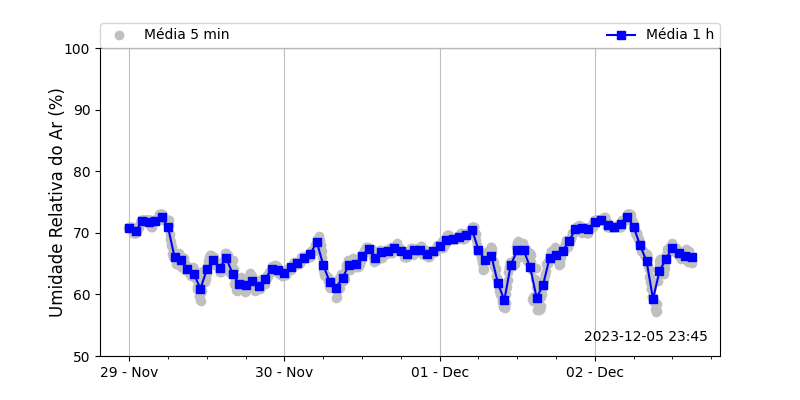 Média 5 min Média 1 h
Umidade Relativa do Ar (%)
100
90
80
70
60
50
2023-12-05 23:45
29 - Nov 30 - Nov 01 - Dec 02 - Dec